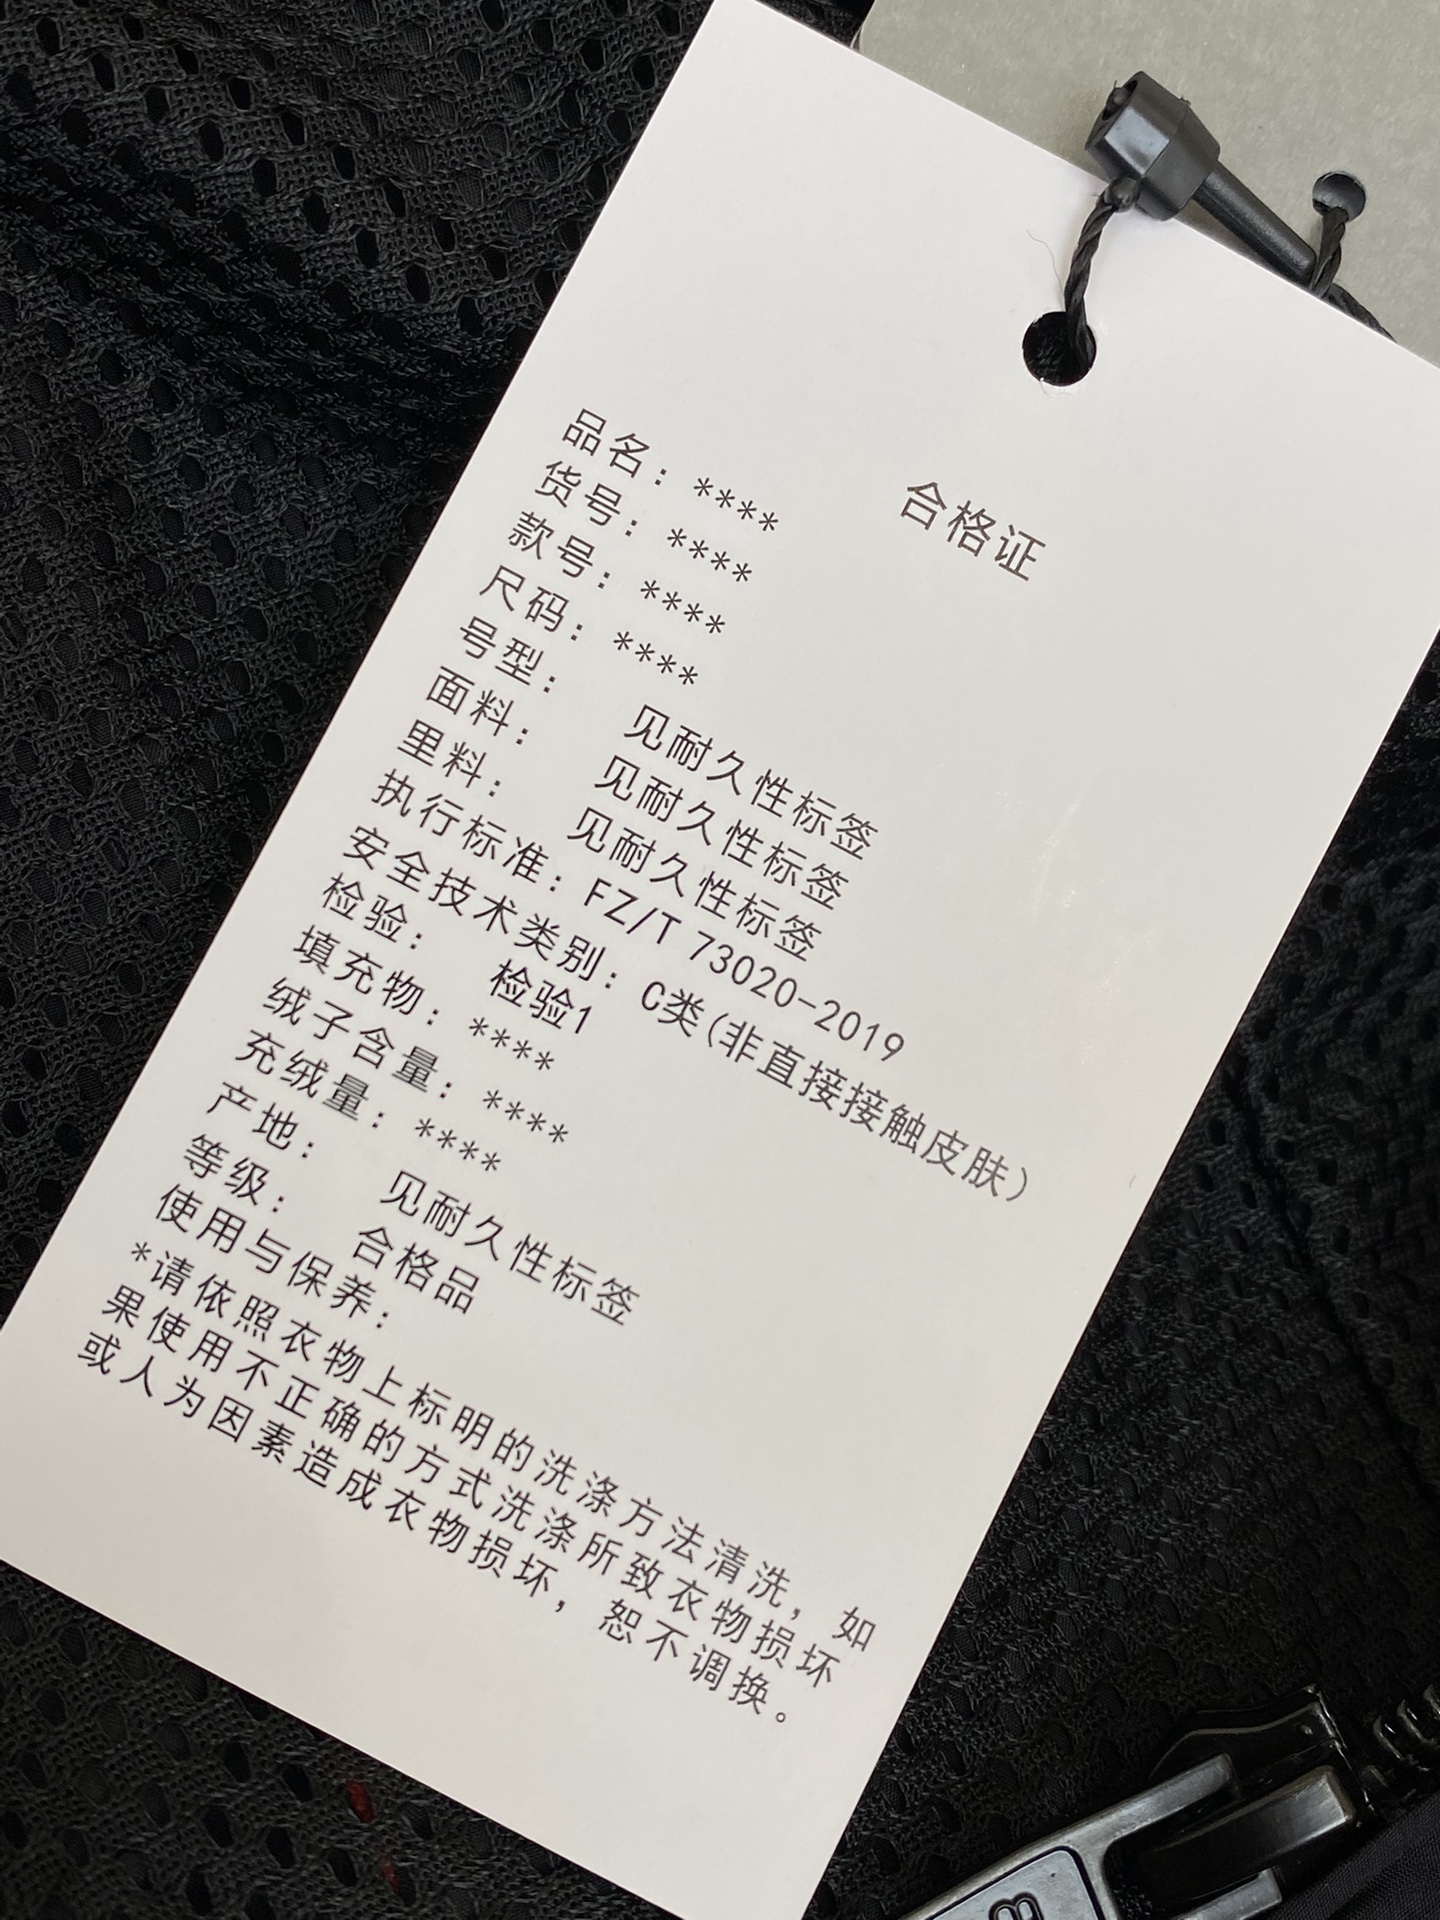 合格证
品名：****
货号：****
款号：****
尺码：****
号型： 见耐久性标签
面料： 见耐久性标签
里料： 见耐久性标签
执行标准：FZ/T 73020-2019
安全技术类别：C类(非直接接触皮肤)
检验： 检验1
填充物：****
绒子含量：****
充绒量：****
产地： 见耐久性标签
等级： 合格品
使用与保养：
*请依照衣物上标明的洗涤方法清洗，如
果使用不正确的方式洗涤所致衣物损坏
或人为因素造成衣物损坏，恕不调换。